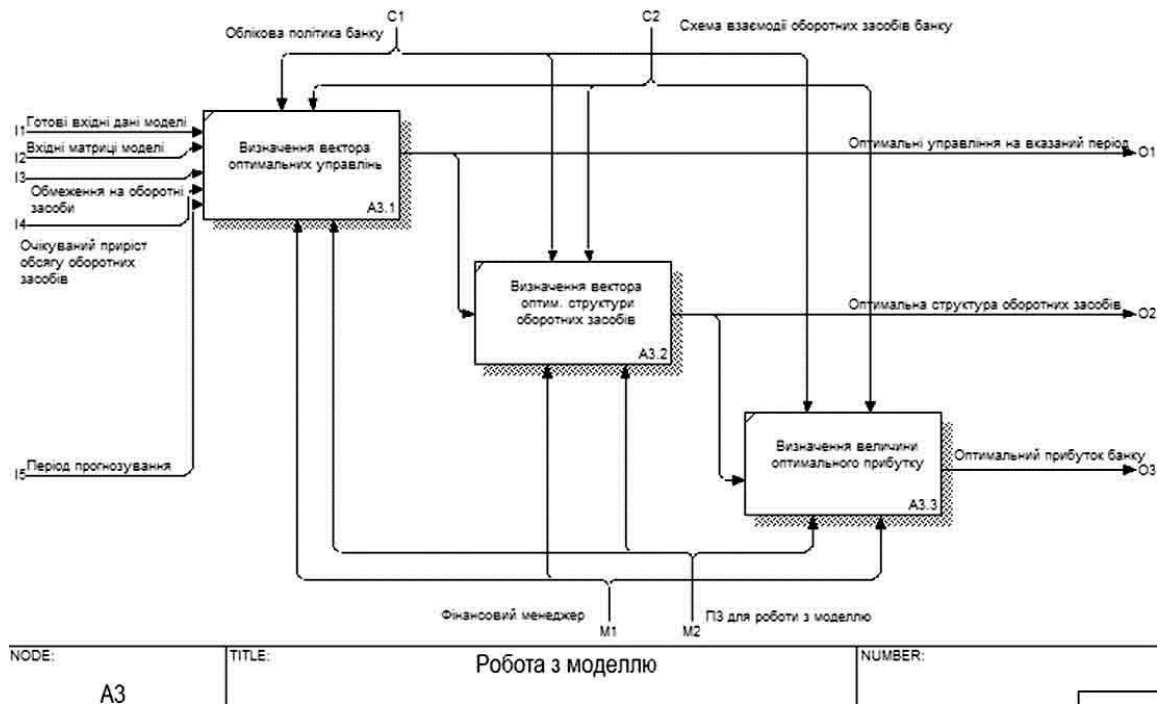 C1
C2
Облікова політика банку
Схема взаємодії оборотних засобів банку
I1 Готові вхідні дані моделі
I2 Вхідні матриці моделі
I3
Обмеження на оборотні
засоби
I4
Очікуваний приріст
обсягу оборотних
засобів
Визначення вектора
оптимальних управлінь
A3.1
Оптимальні управління на вказаний період
O1
Визначення вектора
оптим. структури
оборотних засобів
A3.2
Оптимальна структура оборотних засобів
O2
I5 Період прогнозування
Визначення величини
оптимального прибутку
A3.3
Оптимальний прибуток банку
O3
Фінансовий менеджер
M1
M2
ПЗ для роботи з моделлю
NODE:
A3
TITLE:
Робота з моделлю
NUMBER: